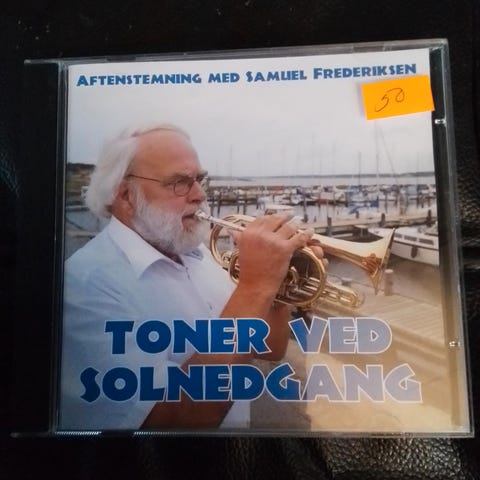 AFTENSTEMNING MED SAMUEL FREDERIKSEN
50
TONER VED
SOLNEDGANG